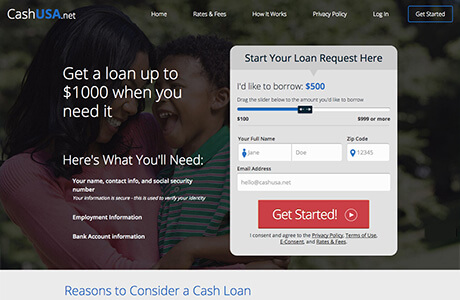 CashUSA.net
Home Rates & Fees How It Works Privacy Policy Log In Get Started
Get a loan up to
$1000 when you
need it
Here's What You'll Need:
Your name, contact info, and social security
number
Your information is secure - this is used to verify your identity
Employment Information
Bank Account information
Start Your Loan Request Here
I'd like to borrow: $500
Drag the slider below to the amount you'd like to borrow
$100 $999 or more
Your Full Name Zip Code
Jane Doe 12345
Email Address
hello@cashusa.net
Get Started!
I consent and agree to the Privacy Policy, Terms of Use,
E-Consent, and Rates & Fees.
Reasons to Consider a Cash Loan